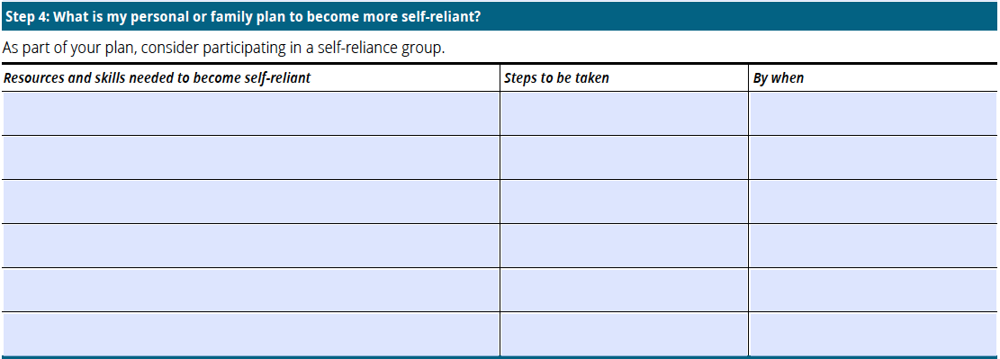 Step 4: What is my personal or family plan to become more self-reliant?
As part of your plan, consider participating in a self-reliance group.
Resources and skills needed to become self-reliant
Steps to be taken
By when